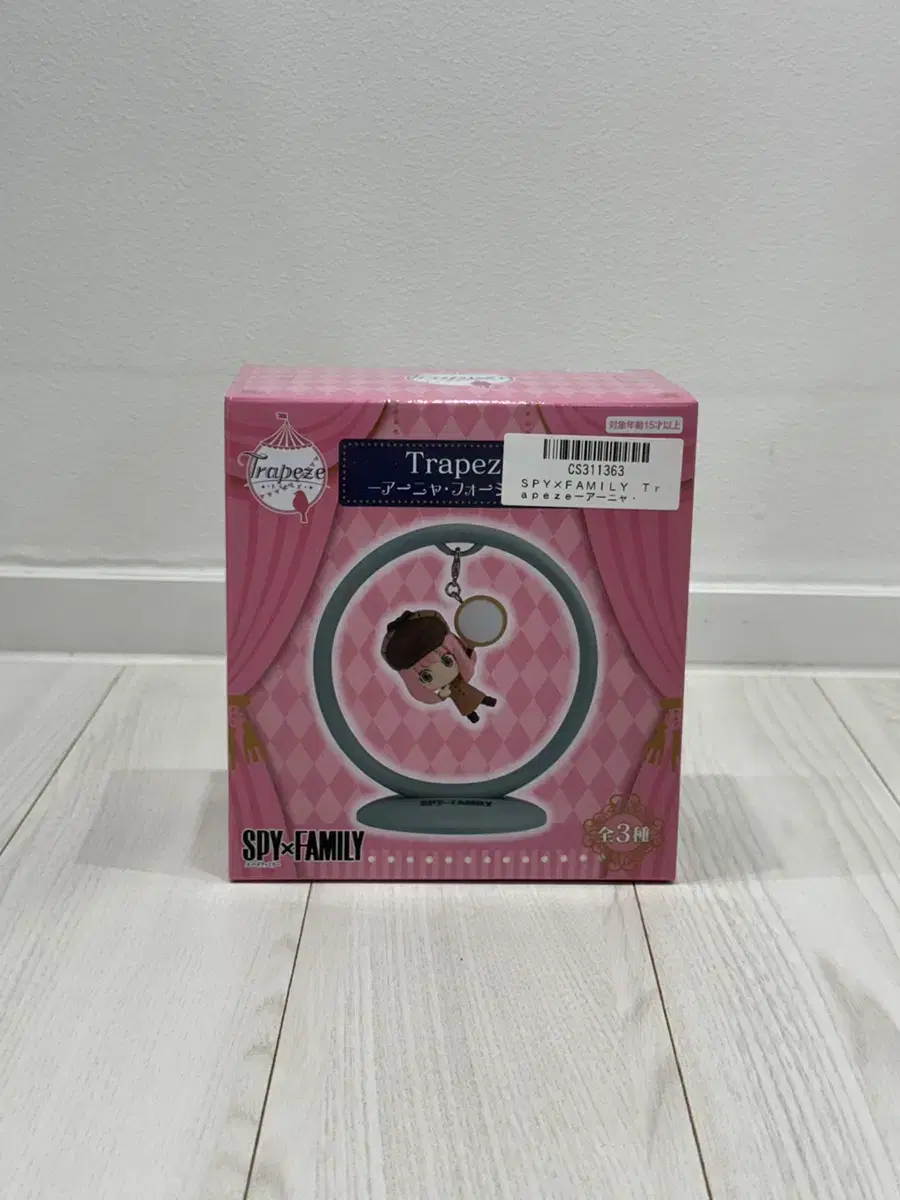 対象年齢15才以上
Trapeze
Trapez
ーアーニャ・フォー
CS311363
SPY×FAMILY Tr
apezeーアーニャ・
SPY×FAMILY
SPY×FAMILY
全3種